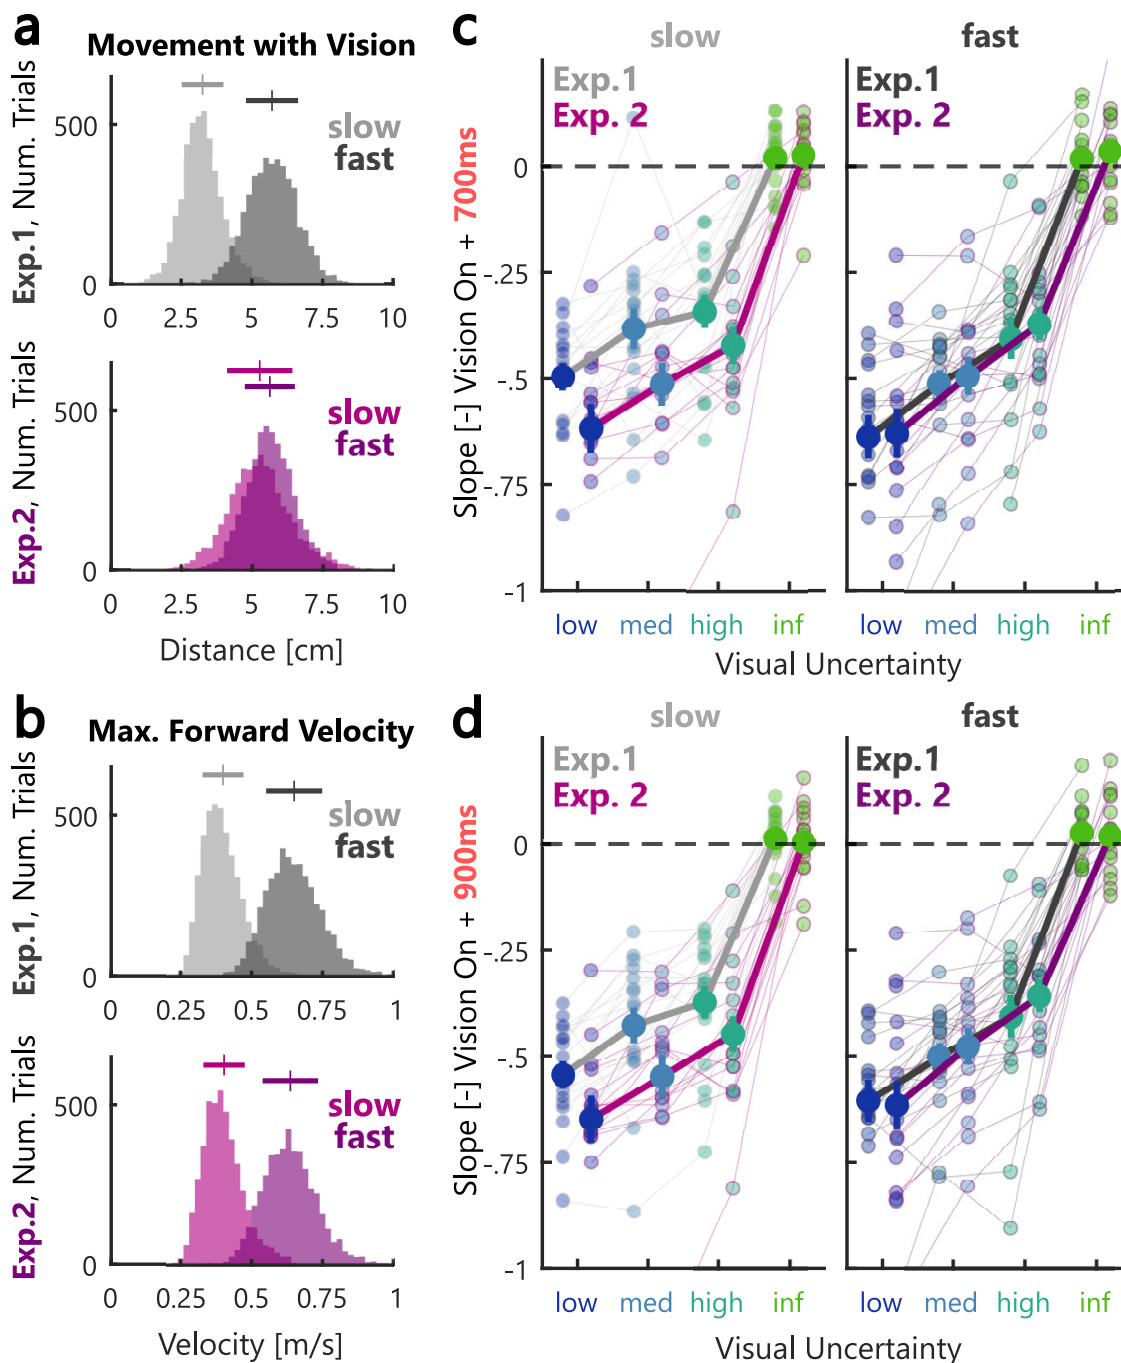 a
Movement with Vision
Exp.1, Num. Trials
500
0
slow
fast
0 2.5 5 7.5 10
Exp.2, Num. Trials
500
0
slow
fast
0 2.5 5 7.5 10
Distance [cm]
b
Max. Forward Velocity
Exp.1, Num. Trials
500
0
slow
fast
0 0.25 0.5 0.75 1
Exp.2, Num. Trials
500
0
slow
fast
0 0.25 0.5 0.75 1
Velocity [m/s]
c
slow
fast
Exp.1
Exp. 2
Exp.1
Exp. 2
Slope [-] Vision On + 700ms
0
-.25
-.5
-.75
-1
low med high inf
low med high inf
Visual Uncertainty
d
slow
fast
Exp.1
Exp. 2
Exp.1
Exp. 2
Slope [-] Vision On + 900ms
0
-.25
-.5
-.75
-1
low med high inf
low med high inf
Visual Uncertainty